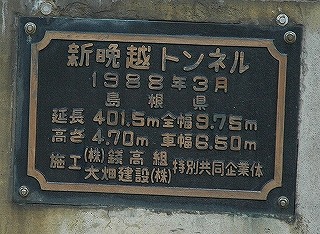 新晩越トンネル
1988年3月
島根県
延長 401.5m 全幅 9.75m
高さ 4.70m 車幅 6.50m
施工 (株)錢高組 特別共同企業体
大畑建設(株)